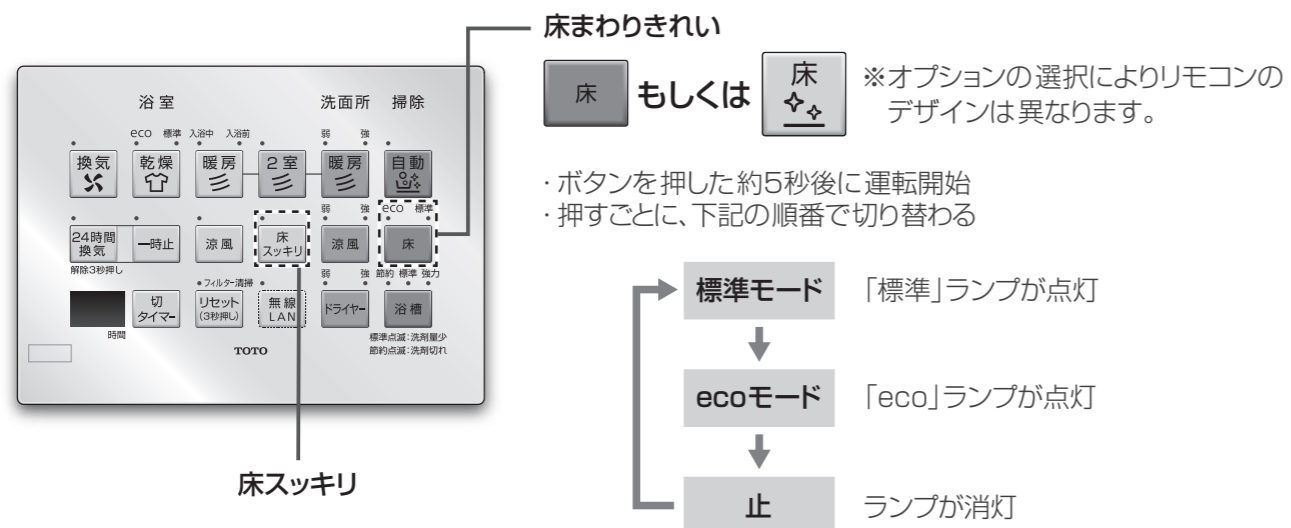 床まわりきれい
床 もしくは 床
※オプションの選択によりリモコンの
デザインは異なります。
浴室 洗面所 掃除
eco 標準 入浴中 入浴前 弱 強
換気 乾燥 暖房 2室 暖房 自動
弱 強 eco 標準
24時間
換気
一時止 涼風 床
スッキリ
涼風 床
解除3秒押し
•フィルター清掃 弱 強 節約 標準 強力
切
タイマー
リセット
(3秒押し)
無線
LAN
ドライヤー 浴槽
時間
標準点滅:洗剤量少
節約点滅:洗剤切れ
TOTO
床スッキリ
・ボタンを押した約5秒後に運転開始
・押すごとに、下記の順番で切り替わる
標準モード 「標準」ランプが点灯
ecoモード 「eco」ランプが点灯
止 ランプが消灯